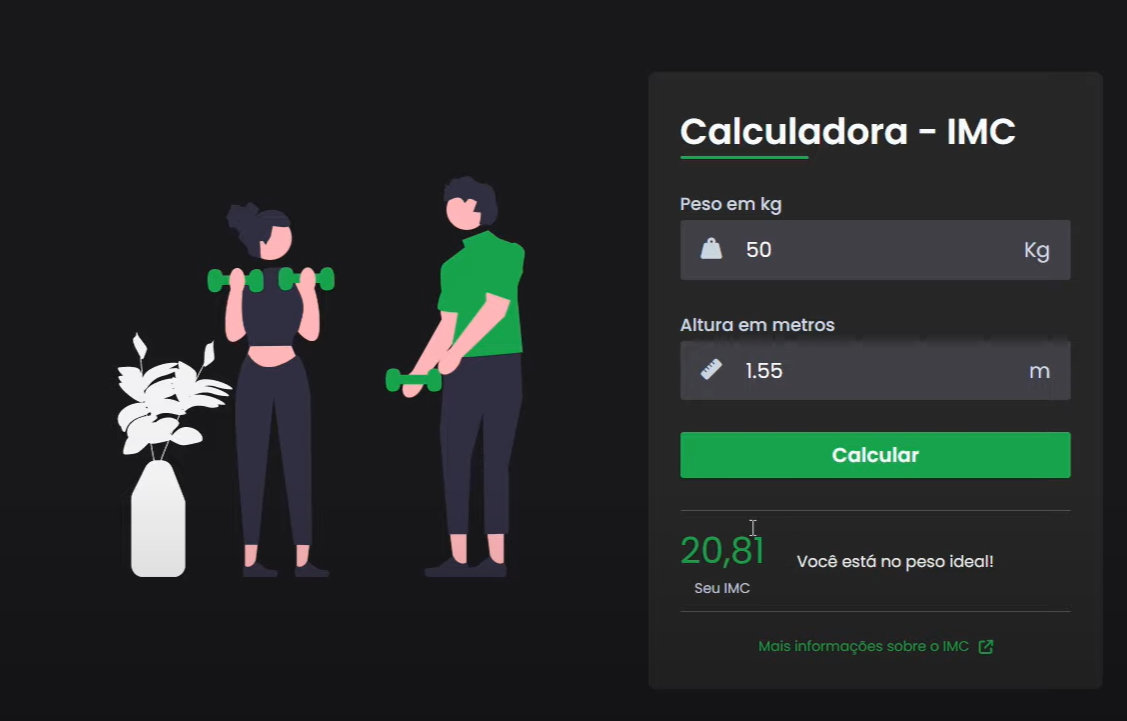 Calculadora - IMC
Peso em kg
50 Kg
Altura em metros
1.55 m
Calcular
20,81
Você está no peso ideal!
Seu IMC
Mais informações sobre o IMC